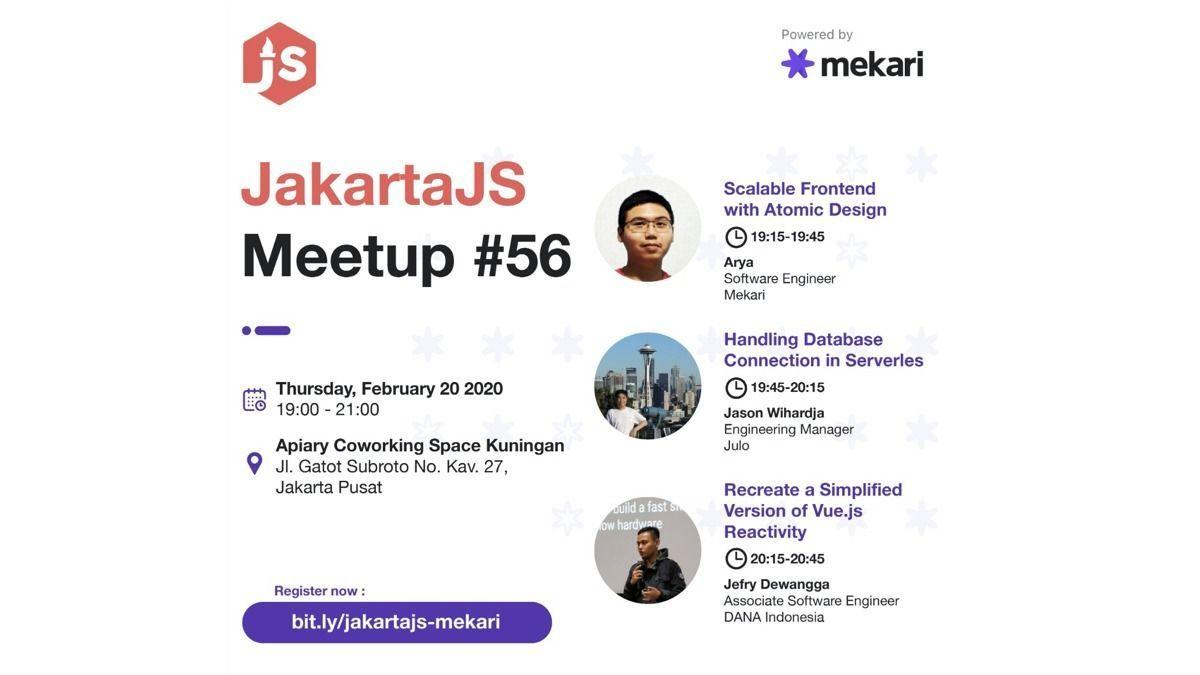 js
Powered by
mekari
JakartaJS
Meetup #56
Thursday, February 20 2020
19:00 - 21:00
Apiary Coworking Space Kuningan
Jl. Gatot Subroto No. Kav. 27,
Jakarta Pusat
Register now :
bit.ly/jakartajs-mekari
Scalable Frontend
with Atomic Design
19:15-19:45
Arya
Software Engineer
Mekari
Handling Database
Connection in Serverles
19:45-20:15
Jason Wihardja
Engineering Manager
Julo
build a fast
ow hardware
Recreate a Simplified
Version of Vue.js
Reactivity
20:15-20:45
Jefry Dewangga
Associate Software Engineer
DANA Indonesia